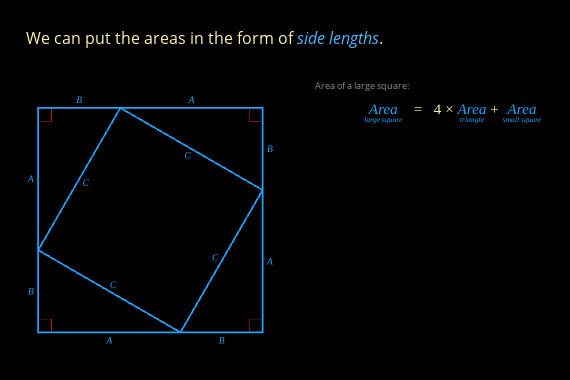 We can put the areas in the form of side lengths.
Area of a large square:
Area = 4 × Area + Area
large square triangle small square
B A
B
C
A C
C
A
B C
A B